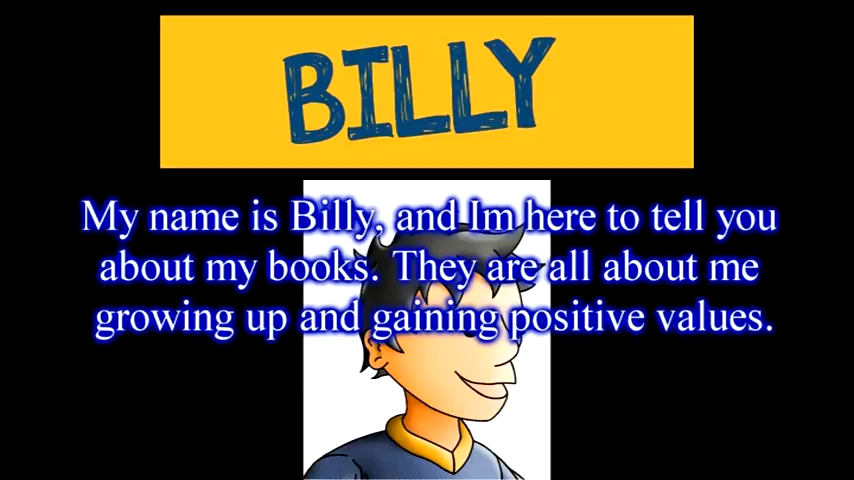 BILLY
My name is Billy, and Im here to tell you
about my books. They are all about me
growing up and gaining positive values.